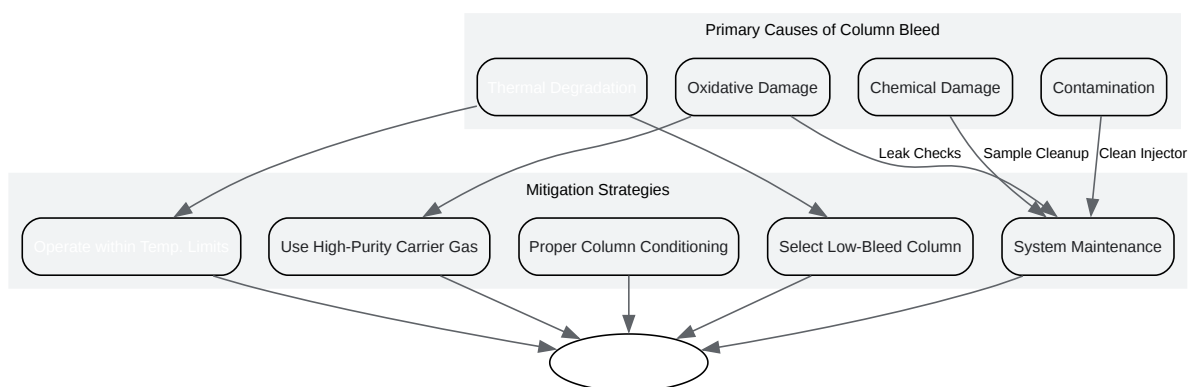 Primary Causes of Column Bleed
Thermal Degradation
Oxidative Damage
Chemical Damage
Contamination
Leak Checks
Sample Cleanup
Clean Injector
Mitigation Strategies
Operate within Temp. Limits
Use High-Purity Carrier Gas
Proper Column Conditioning
Select Low-Bleed Column
System Maintenance